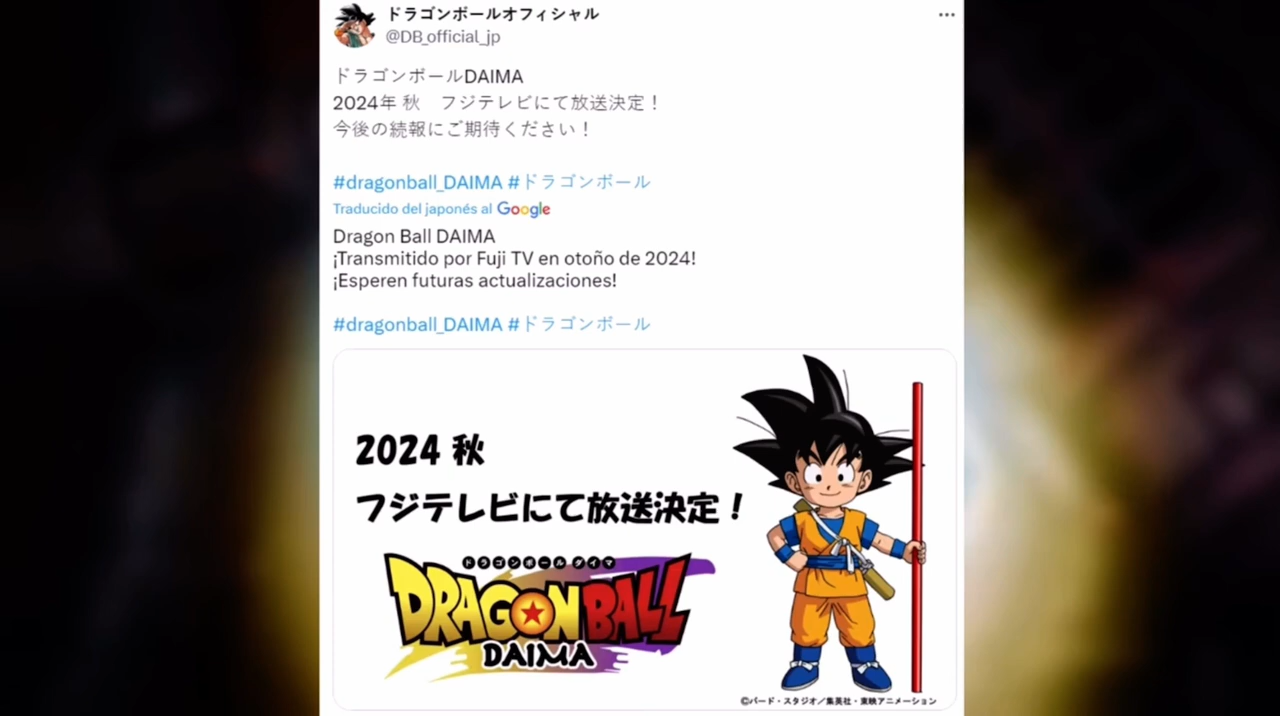 ドラゴンボールオフィシャル
@DB_official_jp
ドラゴンボールDAIMA
2024年 秋　フジテレビにて放送決定！
今後の続報にご期待ください！
#dragonball_DAIMA #ドラゴンボール
Traducido del japonés al Google
Dragon Ball DAIMA
¡Transmitido por Fuji TV en otoño de 2024!
¡Esperen futuras actualizaciones!
#dragonball_DAIMA #ドラゴンボール
2024 秋
フジテレビにて放送決定！
ドラゴンボール ダイマ
DRAGON BALL
DAIMA
©バード・スタジオ／集英社・東映アニメーション